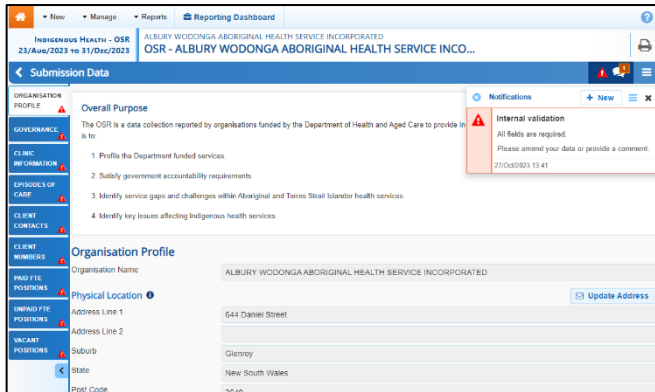 New
Manage
Reports
Reporting Dashboard
INDIGENOUS HEALTH - OSR
23/AUG/2023 TO 31/DEC/2023
ALBURY WODONGA ABORIGINAL HEALTH SERVICE INCORPORATED
OSR - ALBURY WODONGA ABORIGINAL HEALTH SERVICE INCO...
Submission Data
1
ORGANISATION
PROFILE
GOVERNANCE
CLINIC
INFORMATION
EPISODES OF
CARE
CLIENT
CONTACTS
CLIENT
NUMBERS
PAID FTE
POSITIONS
UNPAID FTE
POSITIONS
VACANT
POSITIONS
Overall Purpose
The OSR is a data collection reported by organisations funded by the Department of Health and Aged Care to provide In
is to:
1. Profile the Department funded services.
2. Satisfy government accountability requirements.
3. Identify service gaps and challenges within Aboriginal and Torres Strait Islander health services.
4. Identify key issues affecting Indigenous health services.
Notifications
+ New
Internal validation
All fields are required.
Please amend your data or provide a comment.
27/Oct/2023 13:41
Organisation Profile
Organisation Name
ALBURY WODONGA ABORIGINAL HEALTH SERVICE INCORPORATED
Physical Location
Update Address
Address Line 1
644 Daniel Street
Address Line 2
Suburb
Glenroy
State
New South Wales
Post Code
2640